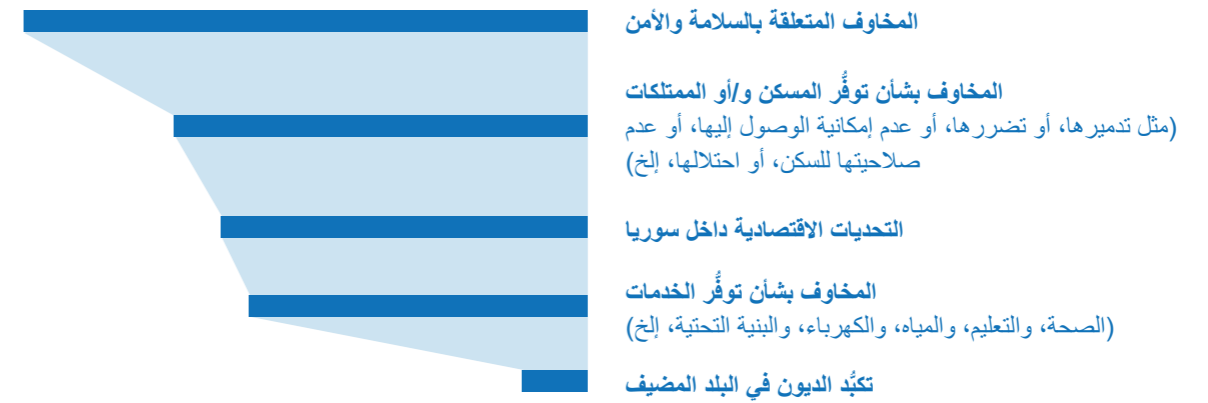 المخاوف المتعلقة بالسلامة والأمن
المخاوف بشأن توفُّر المسكن و/أو الممتلكات
(مثل تدميرها، أو تضررها، أو عدم إمكانية الوصول إليها، أو عدم
صلاحيتها للسكن، أو احتلالها، إلخ)
التحديات الاقتصادية داخل سوريا
المخاوف بشأن توفُّر الخدمات
(الصحة، والتعليم، والمياه، والكهرباء، والبنية التحتية، إلخ)
تكبُّد الديون في البلد المضيف